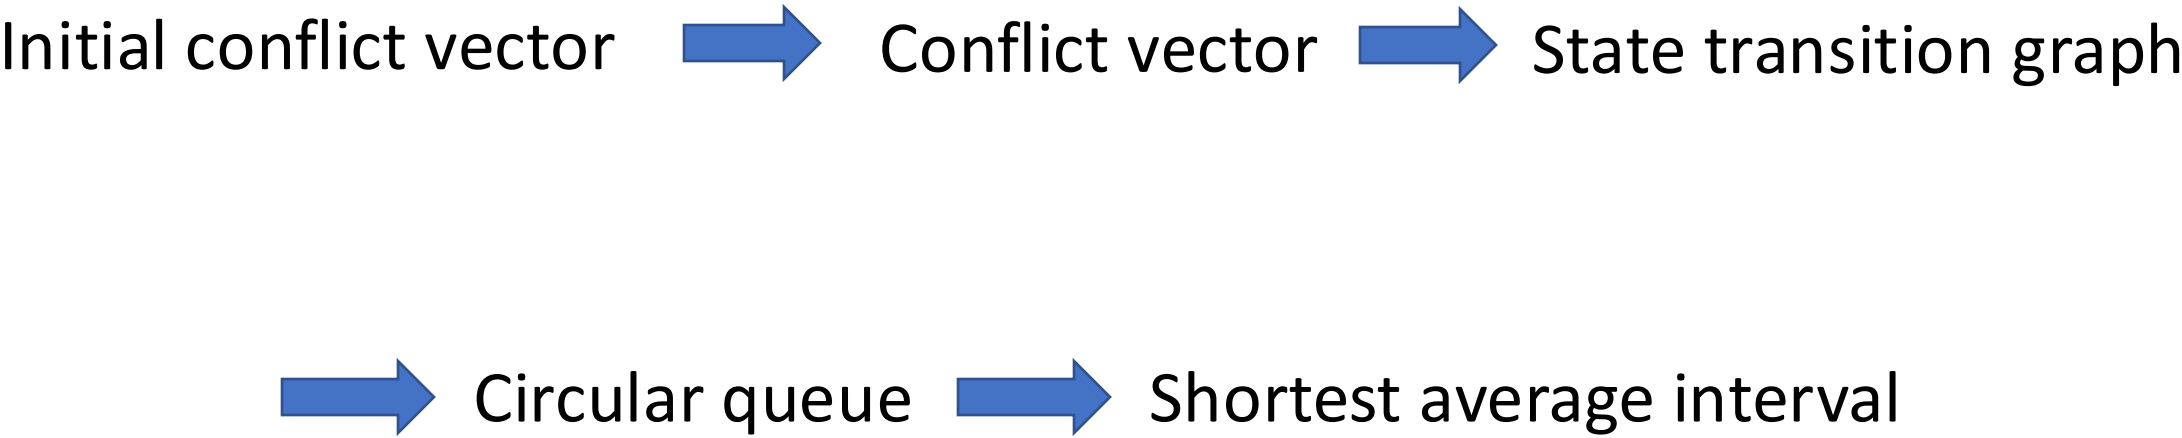 Initial conflict vector Conflict vector State transition graph
Circular queue Shortest average interval